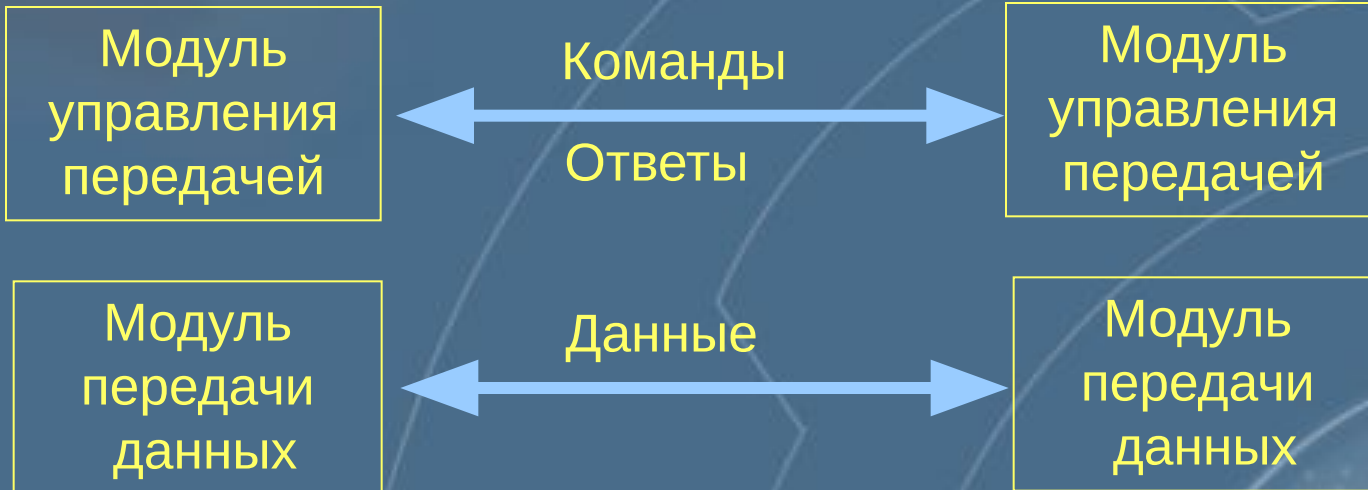 Модуль
управления
передачей
Команды
Ответы
Модуль
управления
передачей
Модуль
передачи
данных
Данные
Модуль
передачи
данных